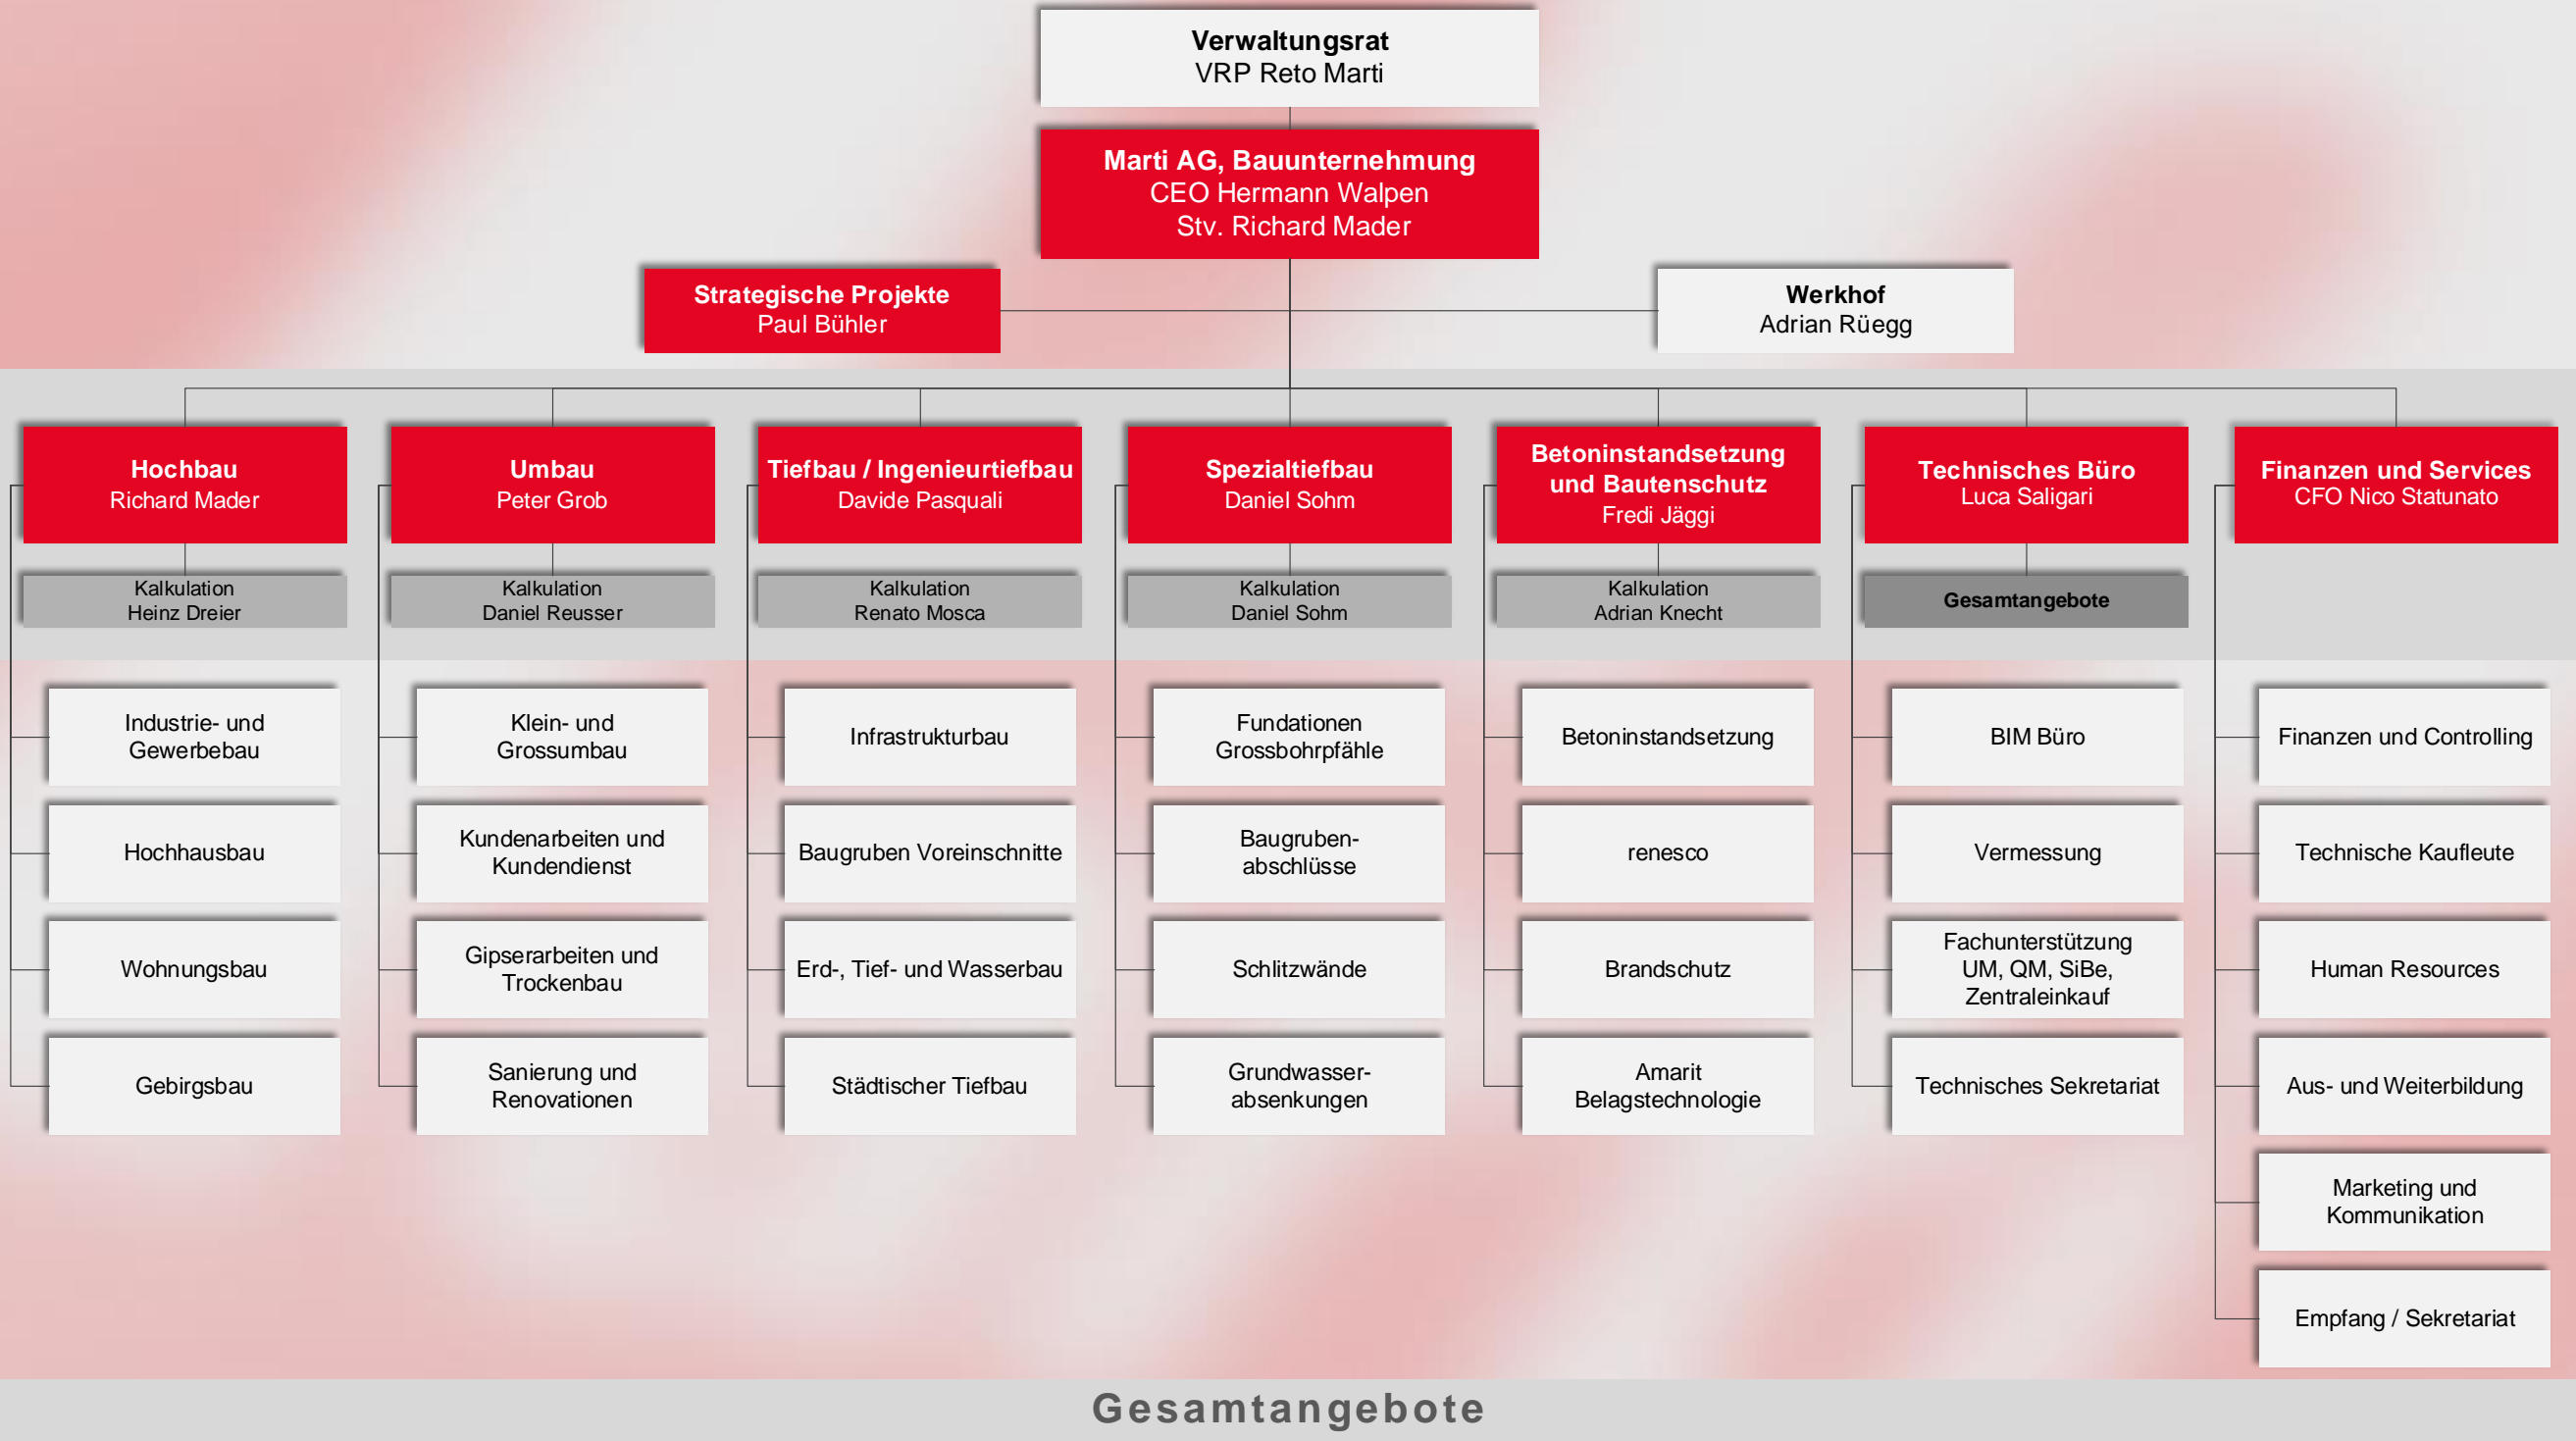 Verwaltungsrat
VRP Reto Marti
Marti AG, Bauunternehmung
CEO Hermann Walpen
Stv. Richard Mader
Strategische Projekte
Paul Bühler
Werkhof
Adrian Rüegg
Hochbau
Richard Mader
Umbau
Peter Grob
Tiefbau / Ingenieurtiefbau
Davide Pasquali
Spezialtiefbau
Daniel Sohm
Betoninstandsetzung
und Bautenschutz
Fredi Jäggi
Technisches Büro
Luca Saligari
Finanzen und Services
CFO Nico Statunato
Kalkulation
Heinz Dreier
Kalkulation
Daniel Reusser
Kalkulation
Renato Mosca
Kalkulation
Daniel Sohm
Kalkulation
Adrian Knecht
Gesamtangebote
Industrie- und
Gewerbebau
Hochhausbau
Wohnungsbau
Gebirgsbau
Klein- und
Grossumbau
Kundenarbeiten und
Kundendienst
Gipserarbeiten und
Trockenbau
Sanierung und
Renovationen
Infrastrukturbau
Baugruben Voreinschnitte
Erd-, Tief- und Wasserbau
Städtischer Tiefbau
Fundationen
Grossbohrpfähle
Baugruben-
abschlüsse
Schlitzwände
Grundwasser-
absenkungen
Betoninstandsetzung
renesco
Brandschutz
Amarit
Belagstechnologie
BIM Büro
Vermessung
Fachunterstützung
UM, QM, SiBe,
Zentraleinkauf
Technisches Sekretariat
Finanzen und Controlling
Technische Kaufleute
Human Resources
Aus- und Weiterbildung
Marketing und
Kommunikation
Empfang / Sekretariat
Gesamtangebote